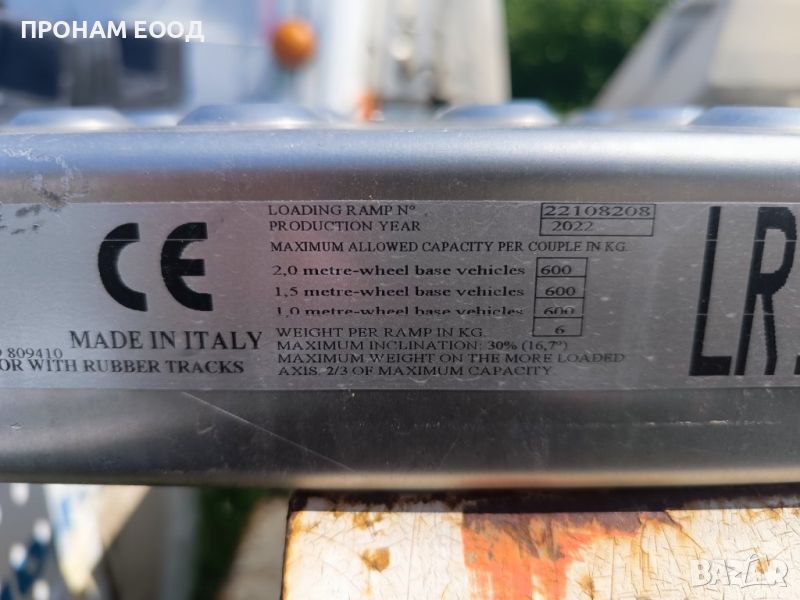 ПРОНАМ ЕООД
CE
MADE IN ITALY
809410
OR WITH RUBBER TRACKS
LOADING RAMP N° 22108208
PRODUCTION YEAR 2022
MAXIMUM ALLOWED CAPACITY PER COUPLE IN KG.
2,0 metre-wheel base vehicles 600
1,5 metre-wheel base vehicles 600
1,0 metre-wheel base vehicles 600
WEIGHT PER RAMP IN KG. 6
MAXIMUM INCLINATION: 30% (16,7°)
MAXIMUM WEIGHT ON THE MORE LOADED
AXIS. 2/3 OF MAXIMUM CAPACITY.
LR
BAZAR